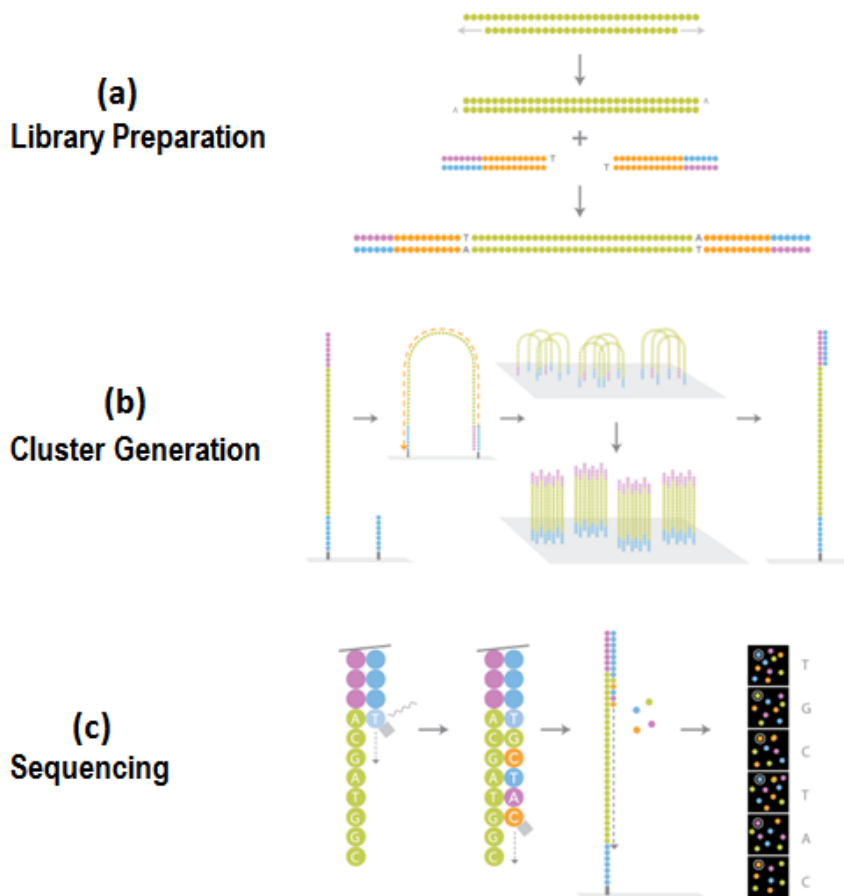 (a)
Library Preparation
A
A
+
T
T
T A
A T
(b)
Cluster Generation
(c)
Sequencing
A T
C
G
A
T
G
G
C
A T
C G
G C
A T
T A
G C
G
C
T
G
C
T
A
C